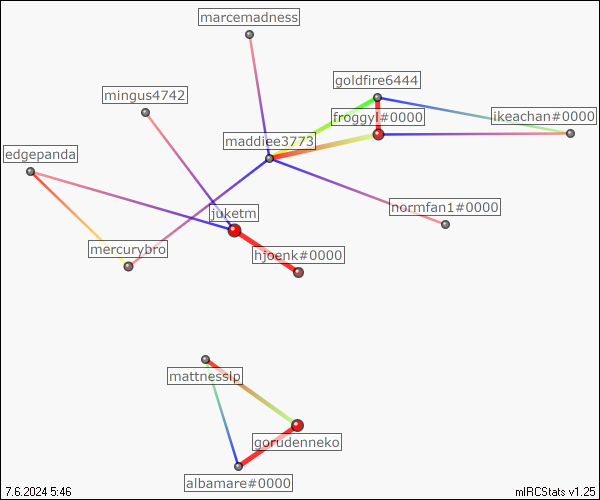 marcemadness
goldfire6444
mingus4742
froggyl#0000
ikeachan#0000
maddiee3773
edgepanda
normfan1#0000
juketm
mercurybro
hjoenk#0000
mattnesslp
gorudenneko
albamare#0000
7.6.2024 5:46
mIRCStats v1.25